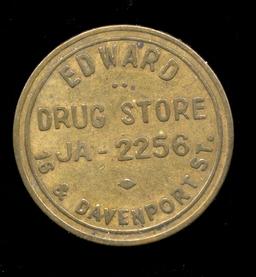 EDWARD
DRUG STORE
JA-2256
16 & DAVENPORT ST.